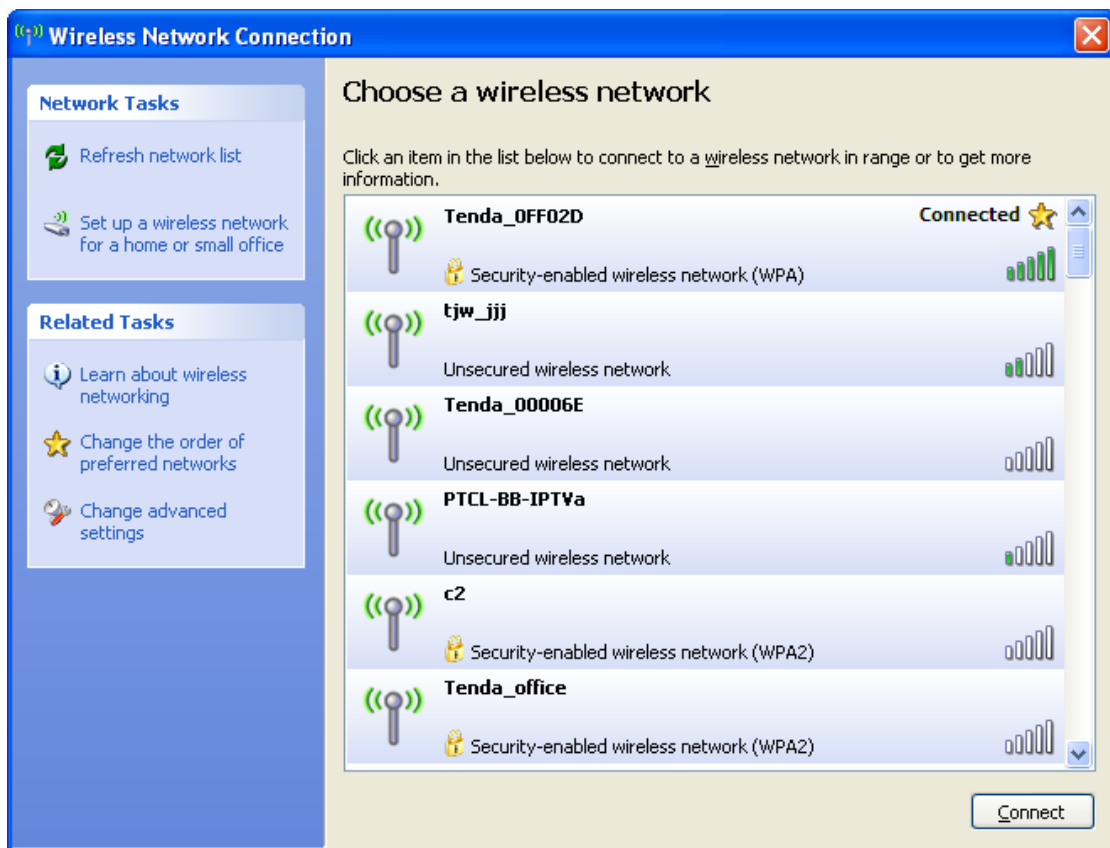 Wireless Network Connection
Network Tasks
Refresh network list
Set up a wireless network
for a home or small office
Related Tasks
Learn about wireless
networking
Change the order of
preferred networks
Change advanced
settings
Choose a wireless network
Click an item in the list below to connect to a wireless network in range or to get more
information.
Tenda_0FF02D Connected
Security-enabled wireless network (WPA)
tjw_jjj
Unsecured wireless network
Tenda_00006E
Unsecured wireless network
PTCL-BB-IPTVa
Unsecured wireless network
c2
Security-enabled wireless network (WPA2)
Tenda_office
Security-enabled wireless network (WPA2)
Connect